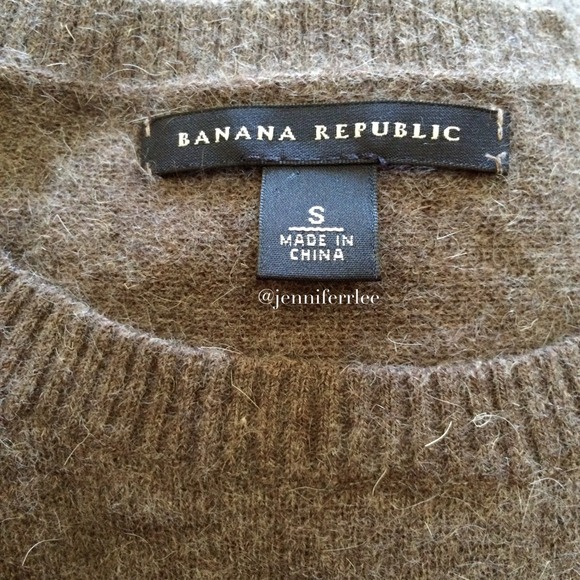 BANANA REPUBLIC
S
MADE IN
CHINA
@jenniferrlee